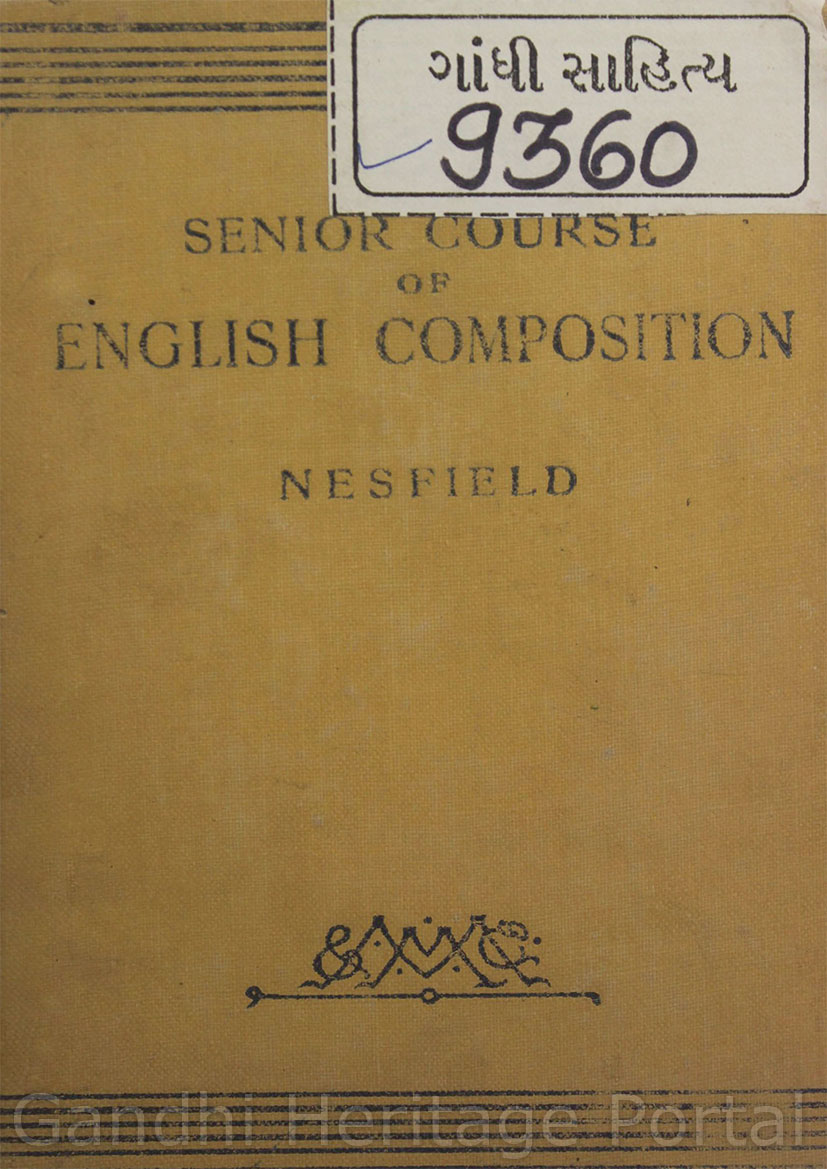 ગાંધી સાહિત્ય
9360
SENIOR COURSE
OF
ENGLISH COMPOSITION
NESFIELD
Gandhi Heritage Portal